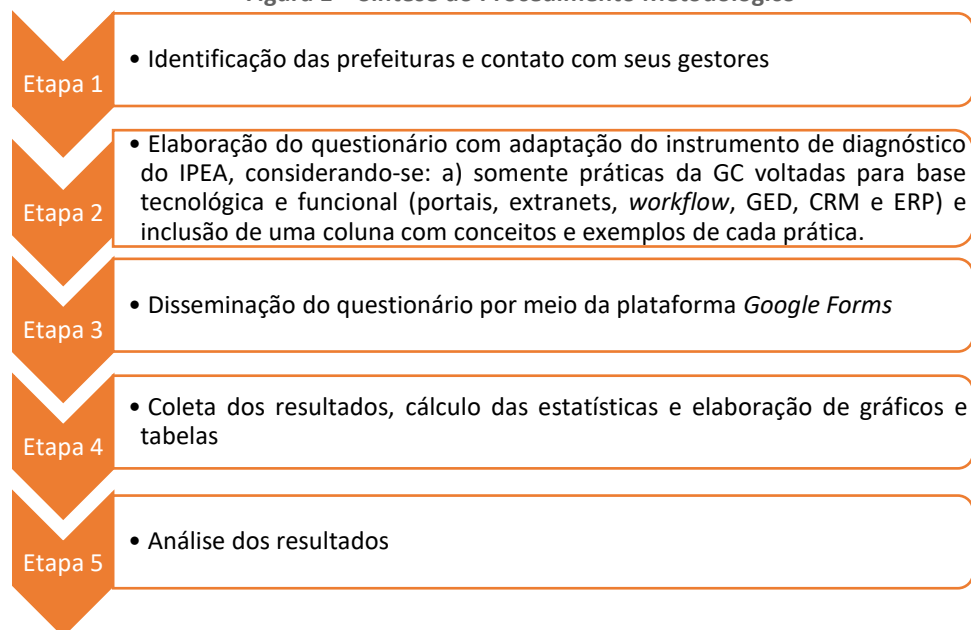 Etapa 1
• Identificação das prefeituras e contato com seus gestores
Etapa 2
• Elaboração do questionário com adaptação do instrumento de diagnóstico
do IPEA, considerando-se: a) somente práticas da GC voltadas para base
tecnológica e funcional (portais, extranets, workflow, GED, CRM e ERP) e
inclusão de uma coluna com conceitos e exemplos de cada prática.
Etapa 3
• Disseminação do questionário por meio da plataforma Google Forms
Etapa 4
• Coleta dos resultados, cálculo das estatísticas e elaboração de gráficos e
tabelas
Etapa 5
• Análise dos resultados